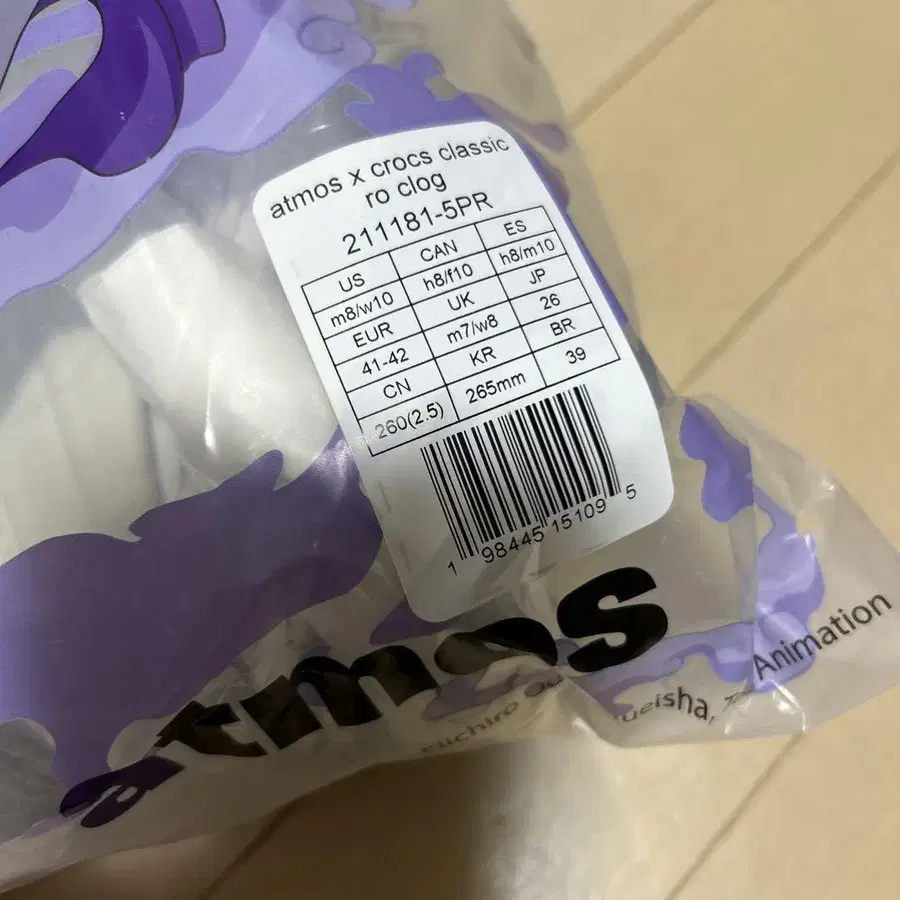 atmos x crocs classic
ro clog
211181-5PR
US CAN ES
m8/w10 h8/f10 h8/m10
EUR UK JP
41-42 m7/w8 26
CN KR BR
260(2.5) 265mm 39
1 98445 15109 5
atmos
ueisha, Animation